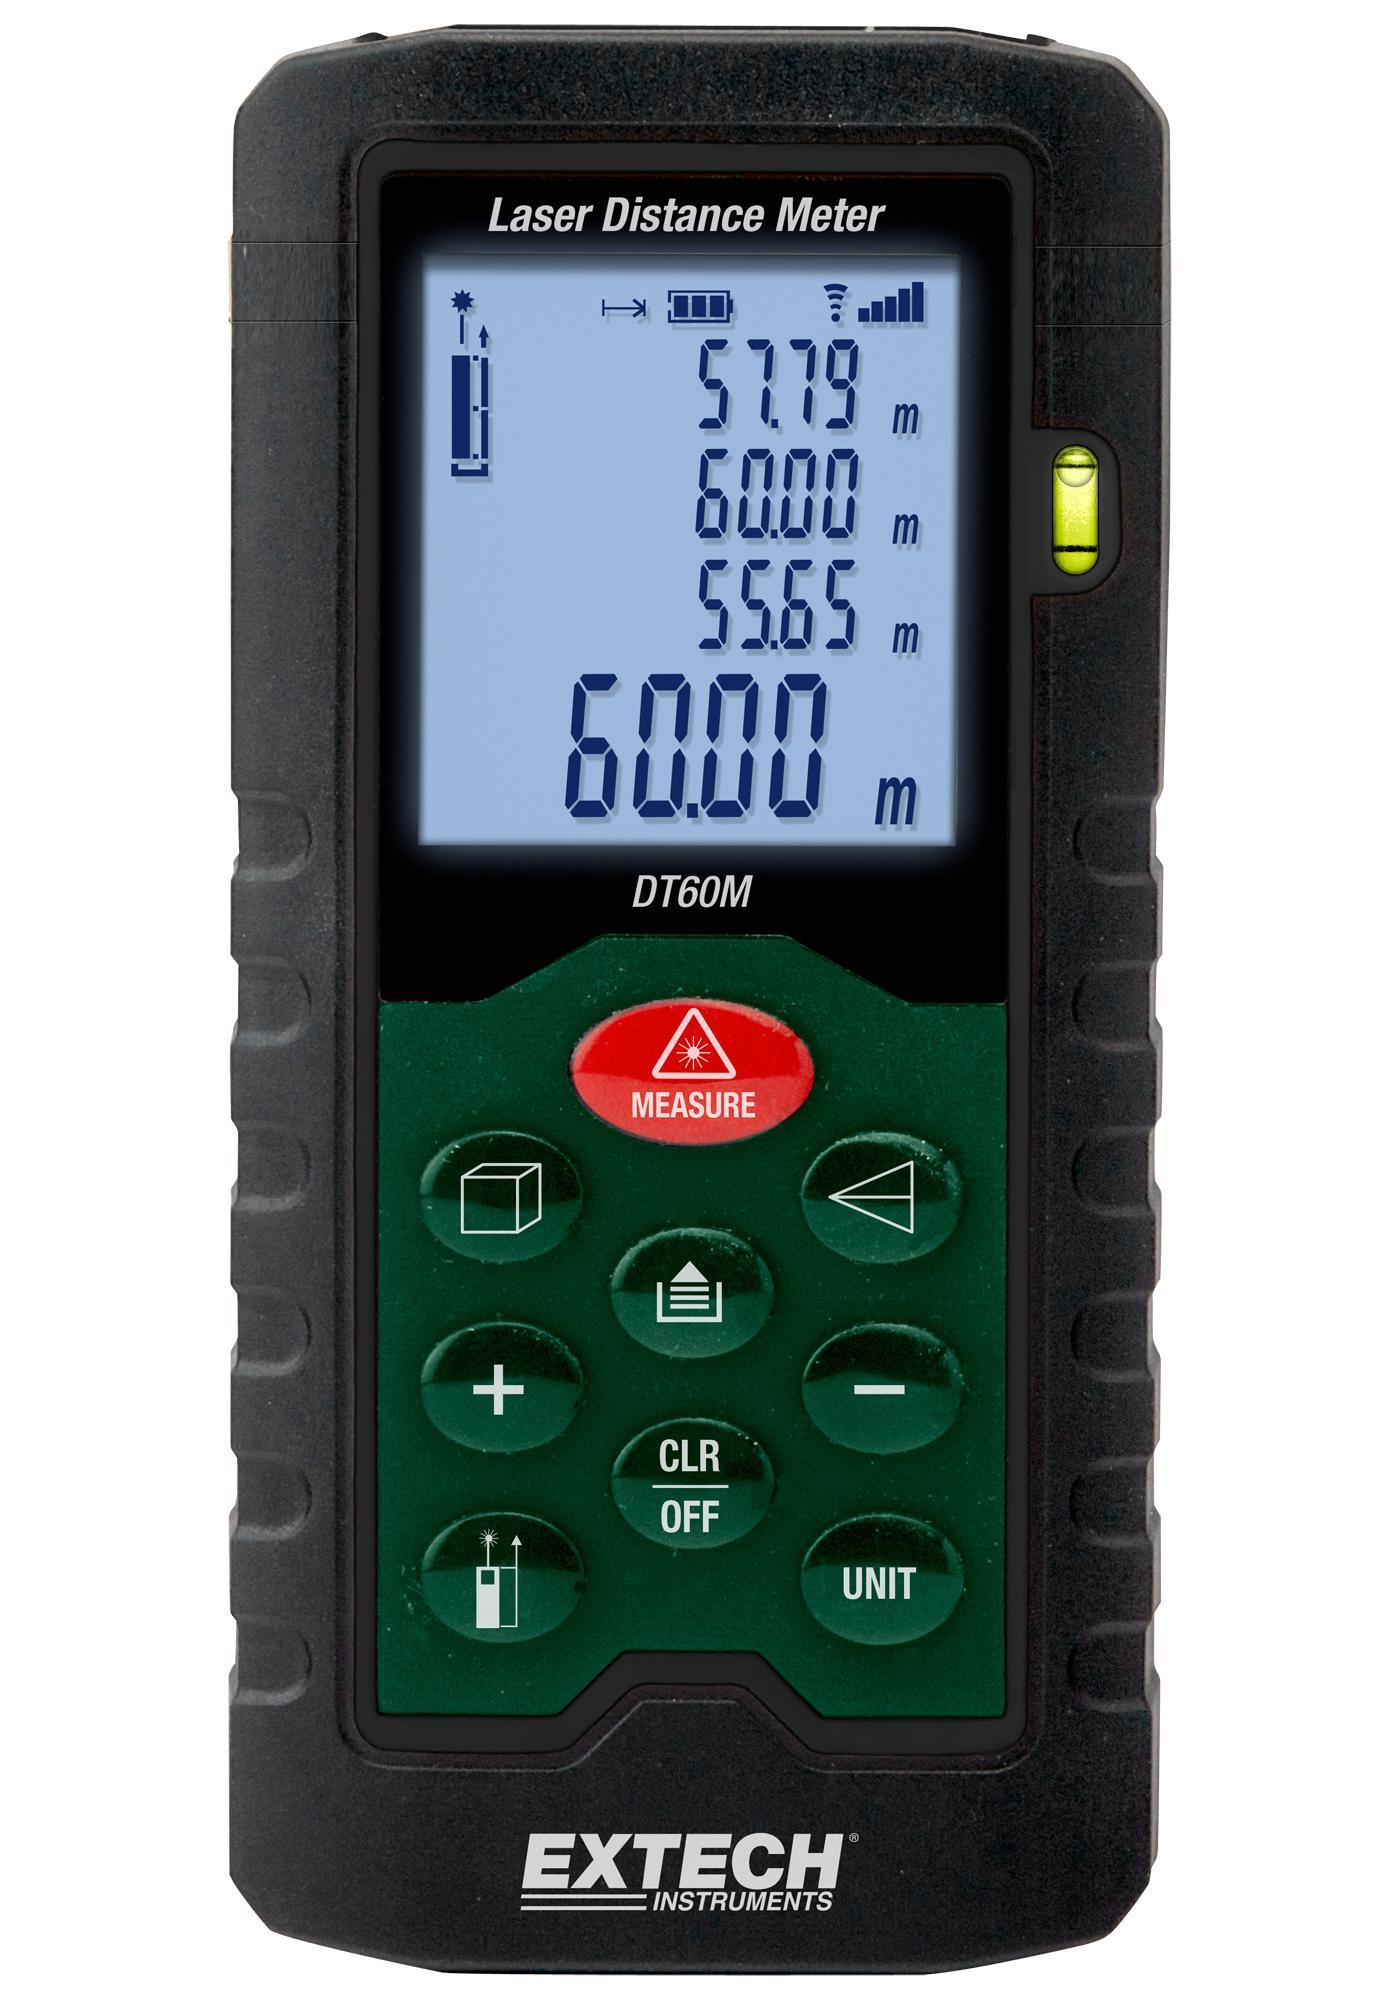 Laser Distance Meter
57.79 m
60.00 m
55.65 m
60.00 m
DT60M
MEASURE
+
−
CLR
OFF
UNIT
EXTECH®
INSTRUMENTS